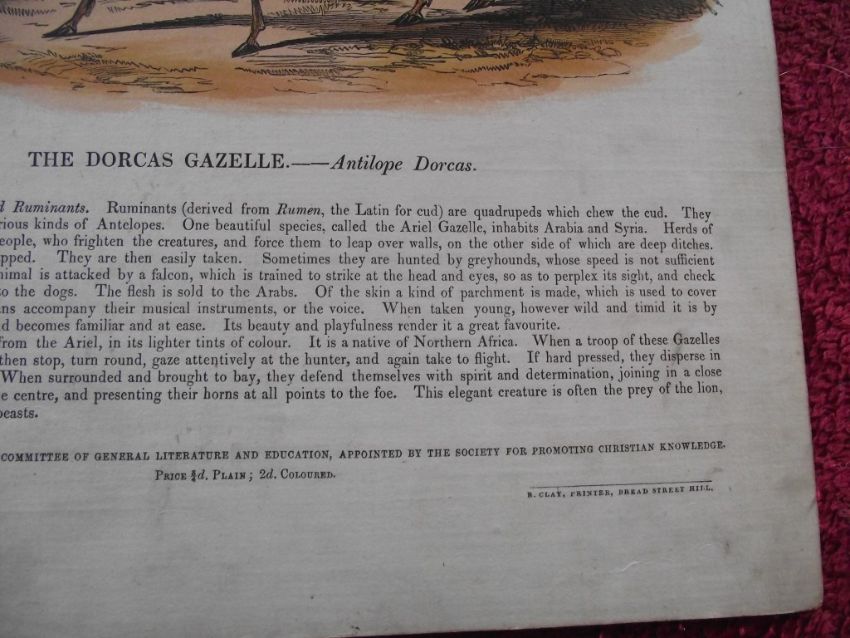 THE DORCAS GAZELLE.——Antilope Dorcas.
Ruminants. Ruminants (derived from Rumen, the Latin for cud) are quadrupeds which chew the cud. They
kinds of Antelopes. One beautiful species, called the Ariel Gazelle, inhabits Arabia and Syria. Herds of
who frighten the creatures, and force them to leap over walls, on the other side of which are deep ditches.
They are then easily taken. Sometimes they are hunted by greyhounds, whose speed is not sufficient
is attacked by a falcon, which is trained to strike at the head and eyes, so as to perplex its sight, and check
to the dogs. The flesh is sold to the Arabs. Of the skin a kind of parchment is made, which is used to cover
accompany their musical instruments, or the voice. When taken young, however wild and timid it is by
becomes familiar and at ease. Its beauty and playfulness render it a great favourite.
from the Ariel, in its lighter tints of colour. It is a native of Northern Africa. When a troop of these Gazelles
then stop, turn round, gaze attentively at the hunter, and again take to flight. If hard pressed, they disperse in
When surrounded and brought to bay, they defend themselves with spirit and determination, joining in a close
centre, and presenting their horns at all points to the foe. This elegant creature is often the prey of the lion,
beasts.
COMMITTEE OF GENERAL LITERATURE AND EDUCATION, APPOINTED BY THE SOCIETY FOR PROMOTING CHRISTIAN KNOWLEDGE.
PRICE ¾d. PLAIN; 2d. COLOURED.
R. CLAY, PRINTER, BREAD STREET HILL.